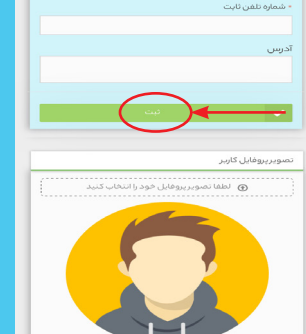 * شماره تلفن ثابت
آدرس
ثبت
تصویر پروفایل کاربر
لطفا تصویر پروفایل خود را انتخاب کنید